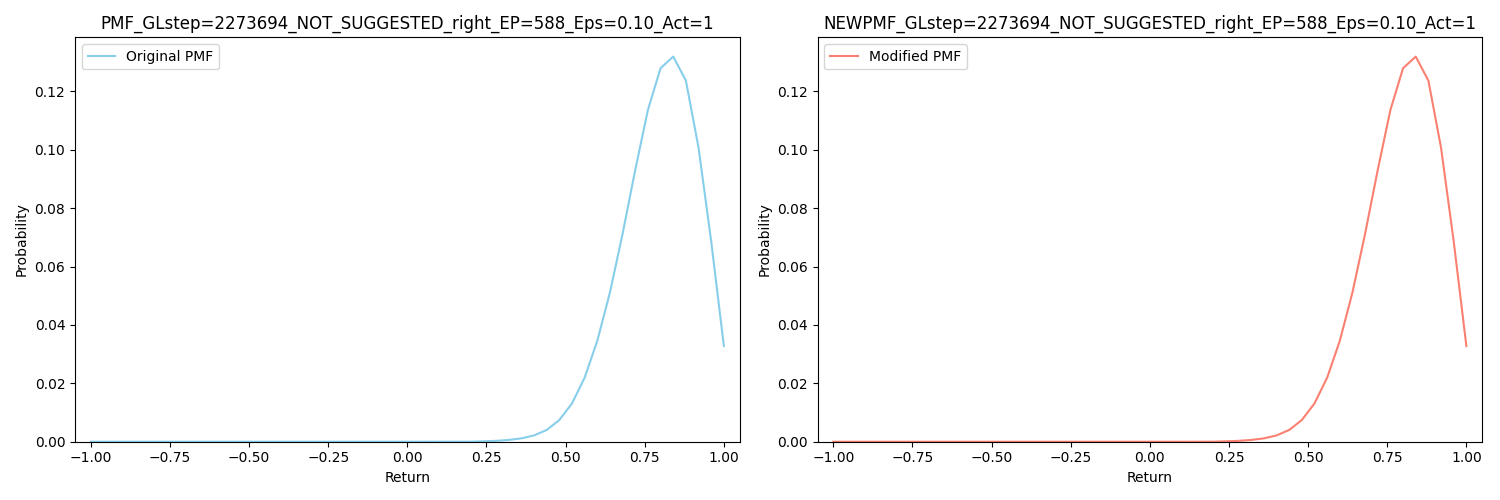 PMF_GLstep=2273694_NOT_SUGGESTED_right_EP=588_Eps=0.10_Act=1
Original PMF
Probability
0.12
0.10
0.08
0.06
0.04
0.02
0.00
−1.00 −0.75 −0.50 −0.25 0.00 0.25 0.50 0.75 1.00
Return
NEWPMF_GLstep=2273694_NOT_SUGGESTED_right_EP=588_Eps=0.10_Act=1
Modified PMF
Probability
0.12
0.10
0.08
0.06
0.04
0.02
0.00
−1.00 −0.75 −0.50 −0.25 0.00 0.25 0.50 0.75 1.00
Return